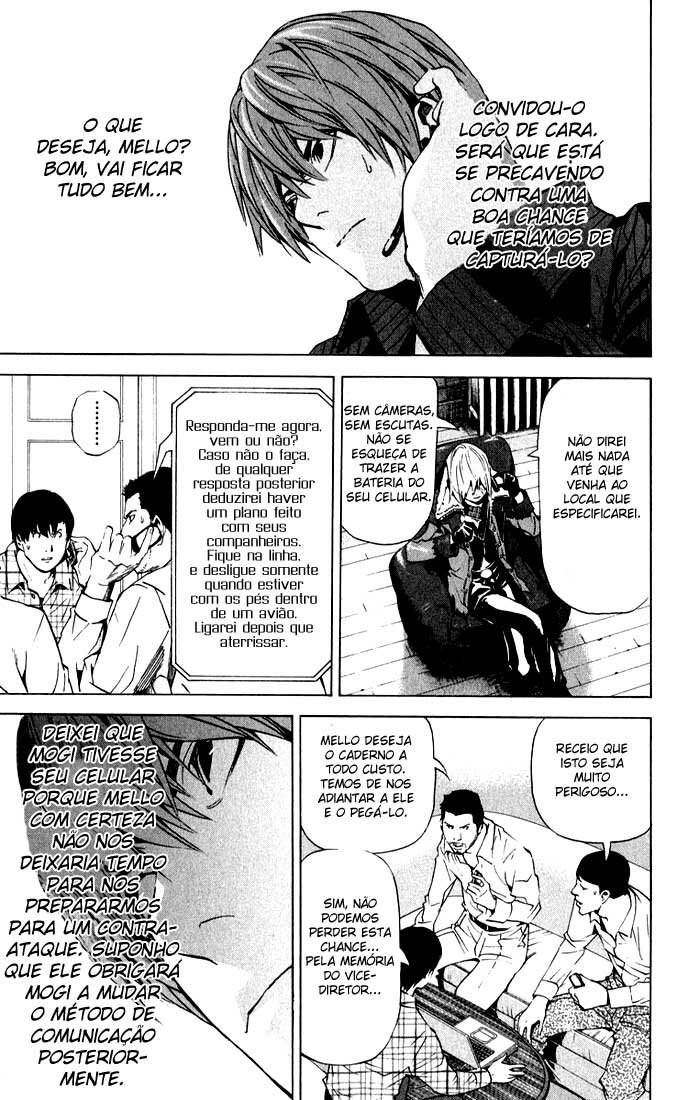 CONVIDOU-O
LOGO DE CARA.
SERÁ QUE ESTÁ
SE PRECAVENDO
CONTRA UMA
BOA CHANCE
QUE TERÍAMOS DE
CAPTURÁ-LO?
O QUE
DESEJA, MELLO?
BOM, VAI FICAR
TUDO BEM...
NÃO DIREI
MAIS NADA
ATÉ QUE
VENHA AO
LOCAL QUE
ESPECIFICAREI.
SEM CÂMERAS,
SEM ESCUTAS.
NÃO SE
ESQUEÇA DE
TRAZER A
BATERIA DO
SEU CELULAR.
Responda-me agora,
vem ou não?
Caso não o faça,
de qualquer
resposta posterior
deduzirei haver
um plano feito
com seus
companheiros.
Fique na linha,
e desligue somente
quando estiver
com os pés dentro
de um avião.
Ligarei depois que
aterrissar.
........
RECEIO QUE
ISTO SEJA
MUITO
PERIGOSO...
MELLO DESEJA
O CADERNO A
TODO CUSTO.
TEMOS DE NOS
ADIANTAR A ELE
E O PEGÁ-LO.
SIM, NÃO
PODEMOS
PERDER ESTA
CHANCE...
PELA MEMÓRIA
DO VICE-
DIRETOR...
DEIXEI QUE
MOGI TIVESSE
SEU CELULAR
PORQUE MELLO
COM CERTEZA
NÃO NOS
DEIXARIA TEMPO
PARA NOS
PREPARARMOS
PARA UM CONTRA-
ATAQUE. SUPONHO
QUE ELE OBRIGARÁ
MOGI A MUDAR
O MÉTODO DE
COMUNICAÇÃO
POSTERIOR-
MENTE.